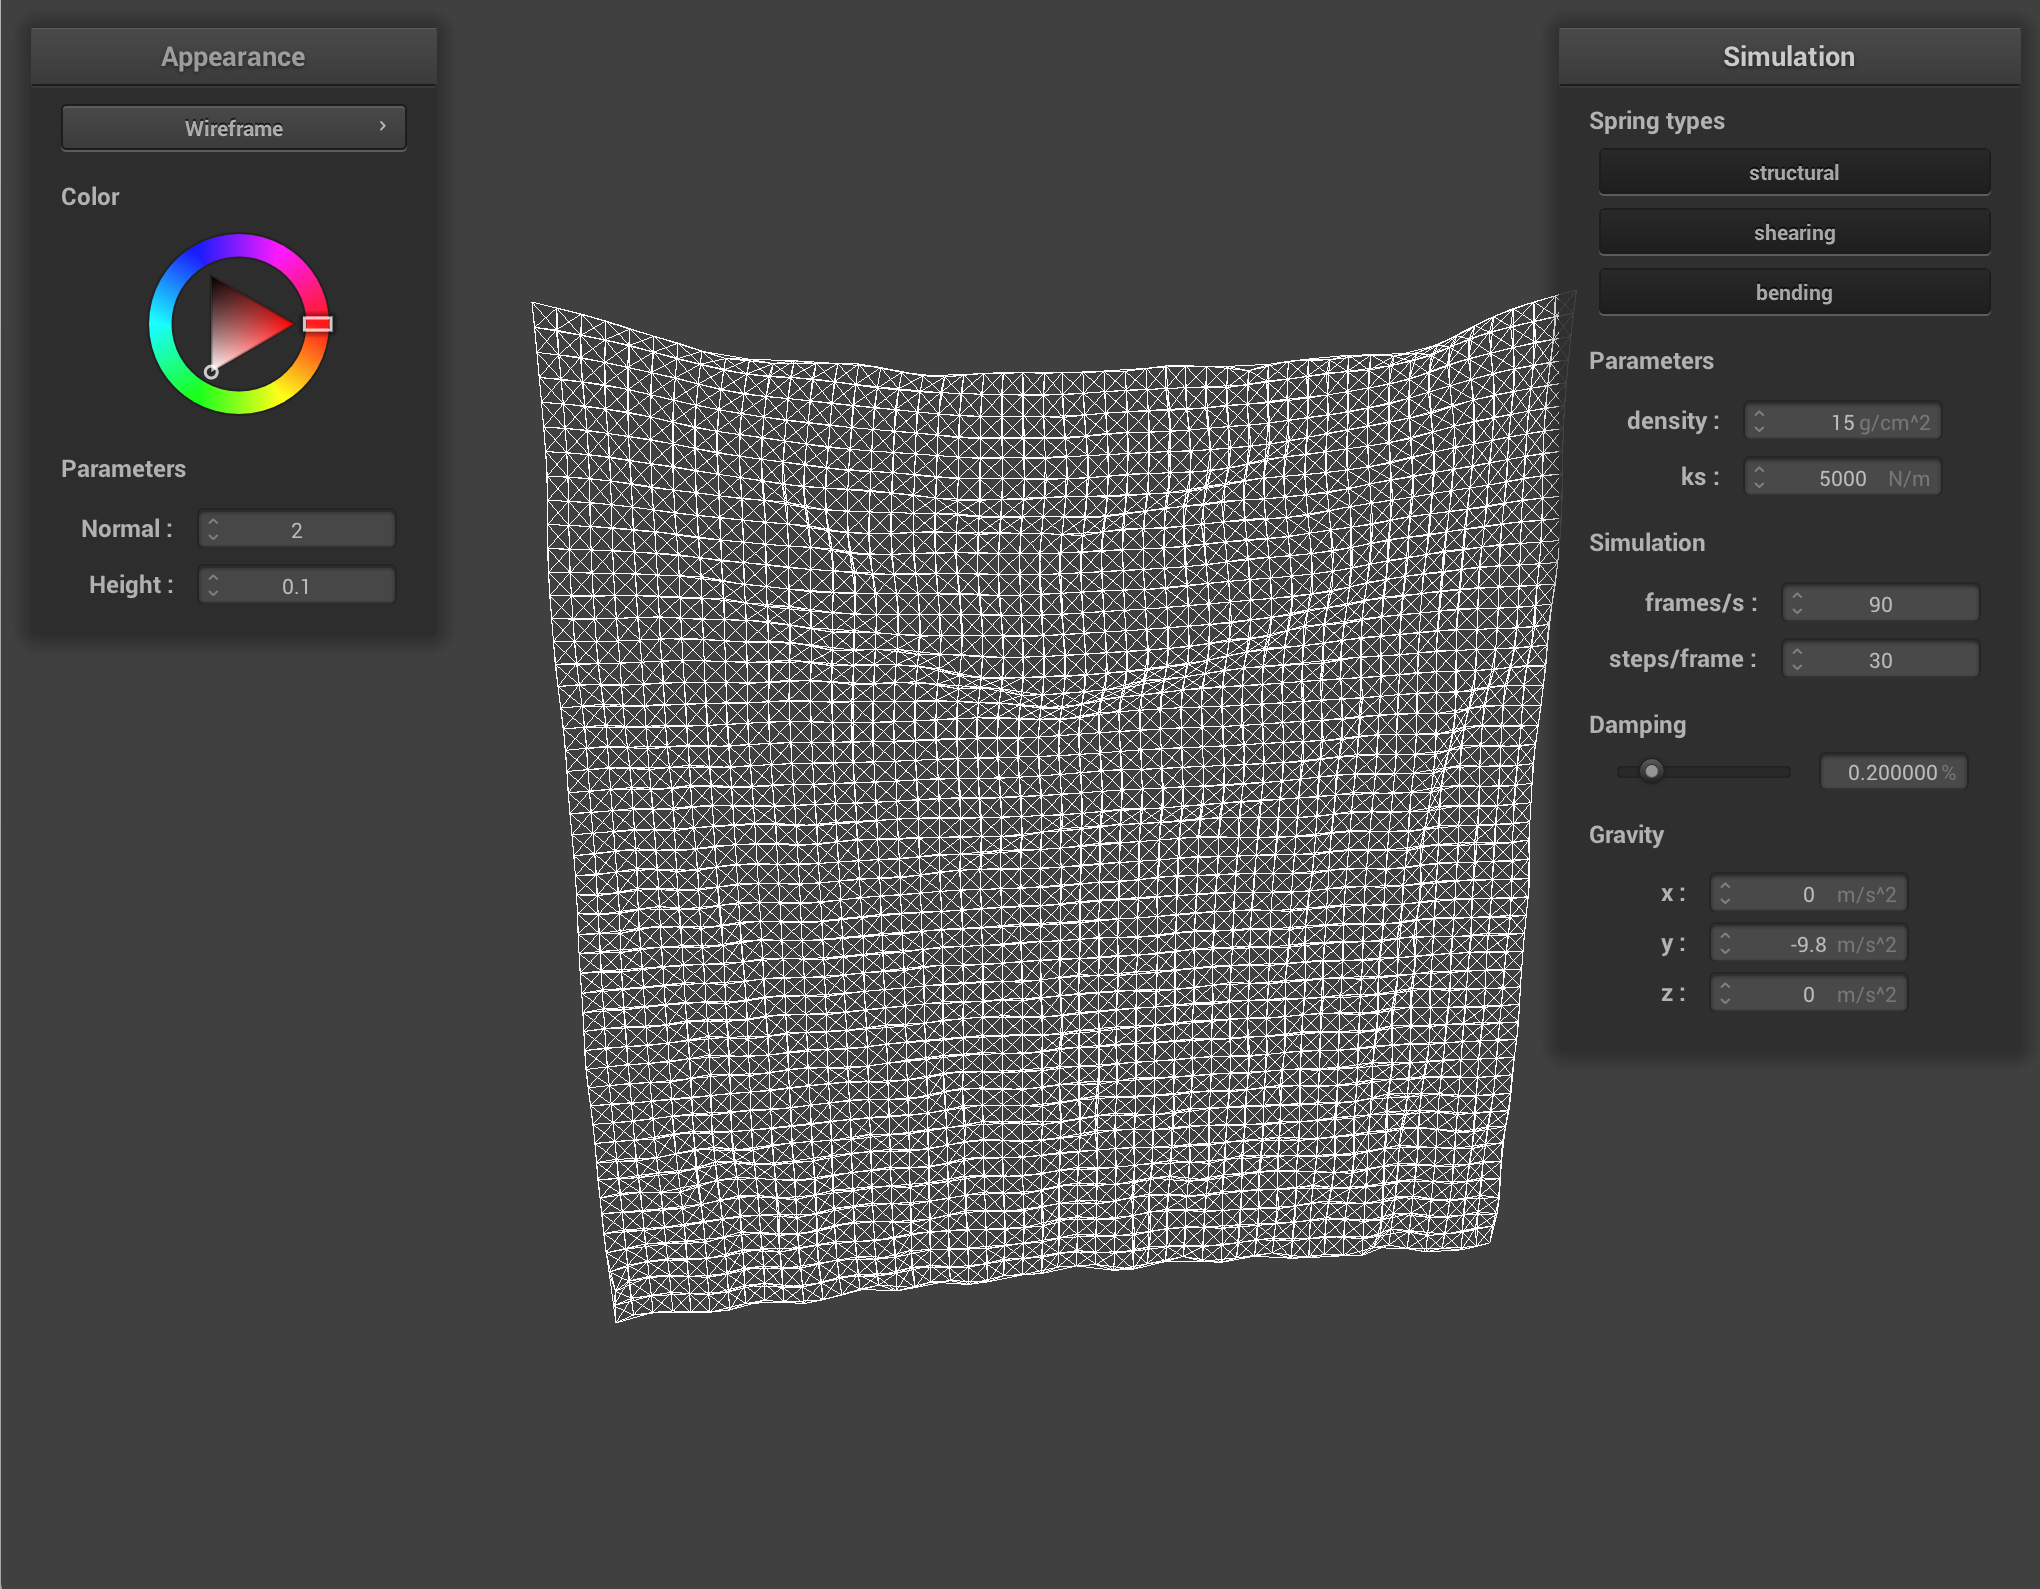 Appearance
Wireframe
Color
Parameters
Normal : 2
Height : 0.1
Simulation
Spring types
structural
shearing
bending
Parameters
density : 15 g/cm^2
ks : 5000 N/m
Simulation
frames/s : 90
steps/frame : 30
Damping
0.200000 %
Gravity
x : 0 m/s^2
y : -9.8 m/s^2
z : 0 m/s^2